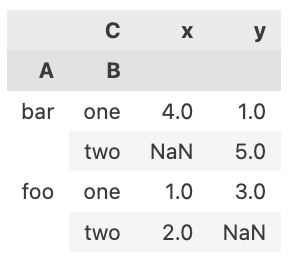 C x y
A B
bar one 4.0 1.0
two NaN 5.0
foo one 1.0 3.0
two 2.0 NaN